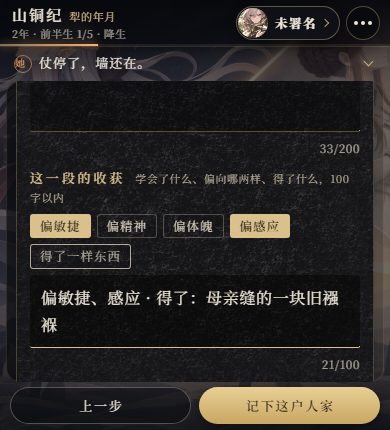 山铜纪 犁的年月
2年 · 前半生 1/5 · 降生
未署名
她 仗停了，墙还在。
33/200
这一段的收获 学会了什么、偏向哪两样、得了什么，100
字以内
偏敏捷 偏精神 偏体魄 偏感应
得了一样东西
偏敏捷、感应 · 得了：母亲缝的一块旧襁
褓
21/100
上一步 记下这户人家